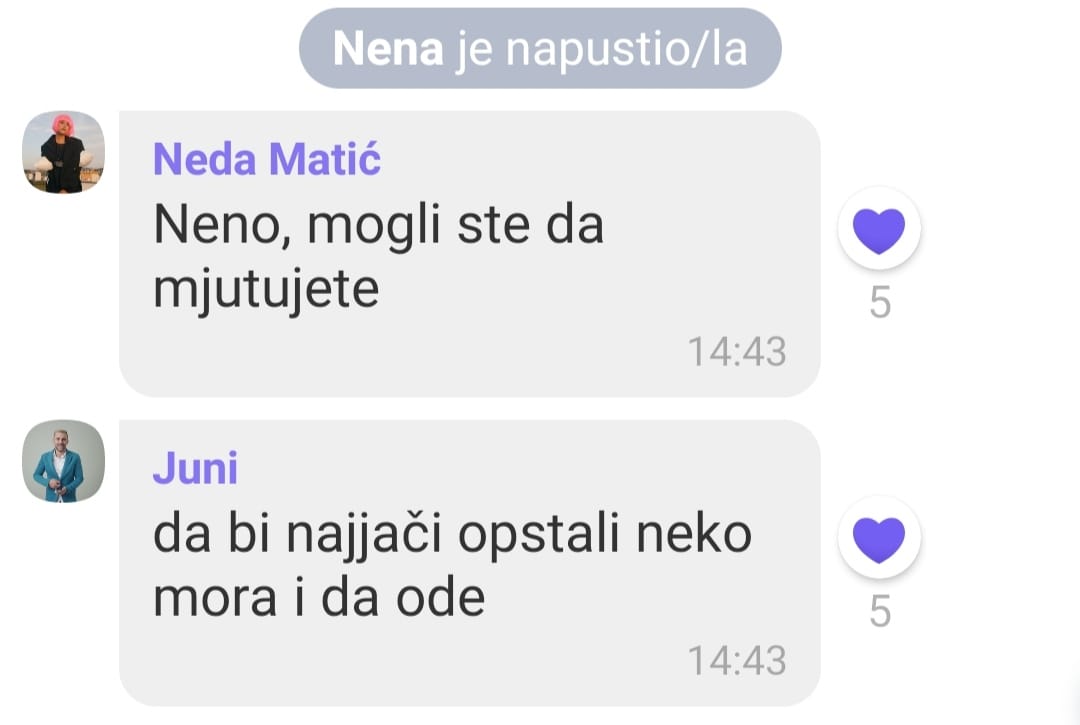 Nena je napustio/la
Neda Matić
Neno, mogli ste da
mjutujete
5
14:43
Juni
da bi najjači opstali neko
mora i da ode
5
14:43